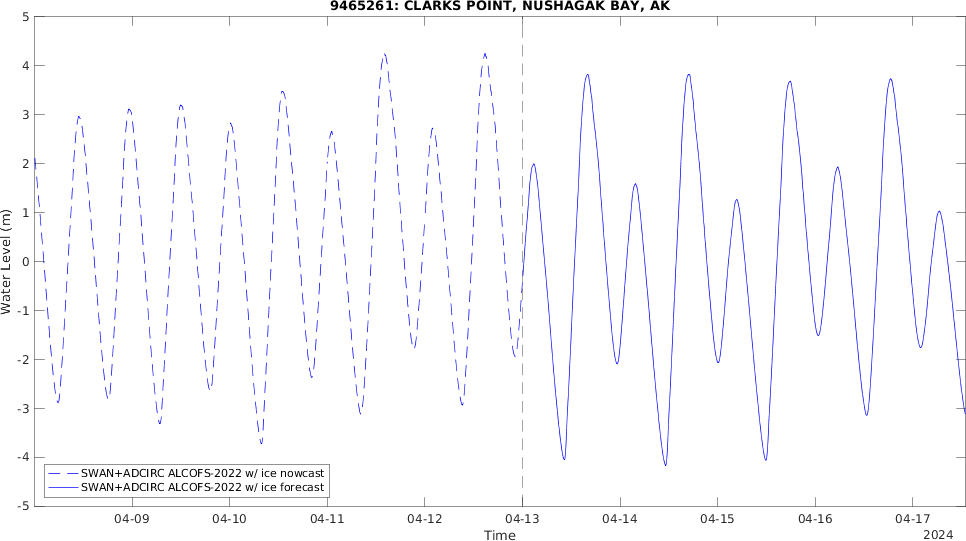 9465261: CLARKS POINT, NUSHAGAK BAY, AK
5
4
3
2
1
0
-1
-2
-3
-4
-5
Water Level (m)
SWAN+ADCIRC ALCOFS-2022 w/ ice nowcast
SWAN+ADCIRC ALCOFS-2022 w/ ice forecast
04-09 04-10 04-11 04-12 04-13 04-14 04-15 04-16 04-17
Time
2024